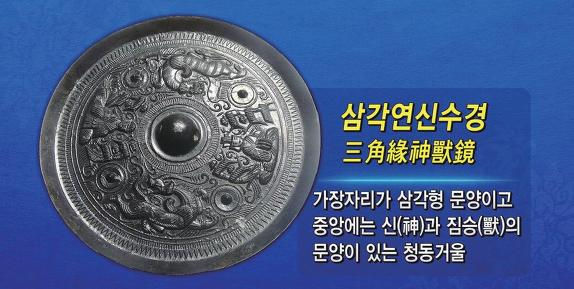 삼각연신수경
三角緣神獸鏡
가장자리가 삼각형 문양이고
중앙에는 신(神)과 짐승(獸)의
문양이 있는 청동거울